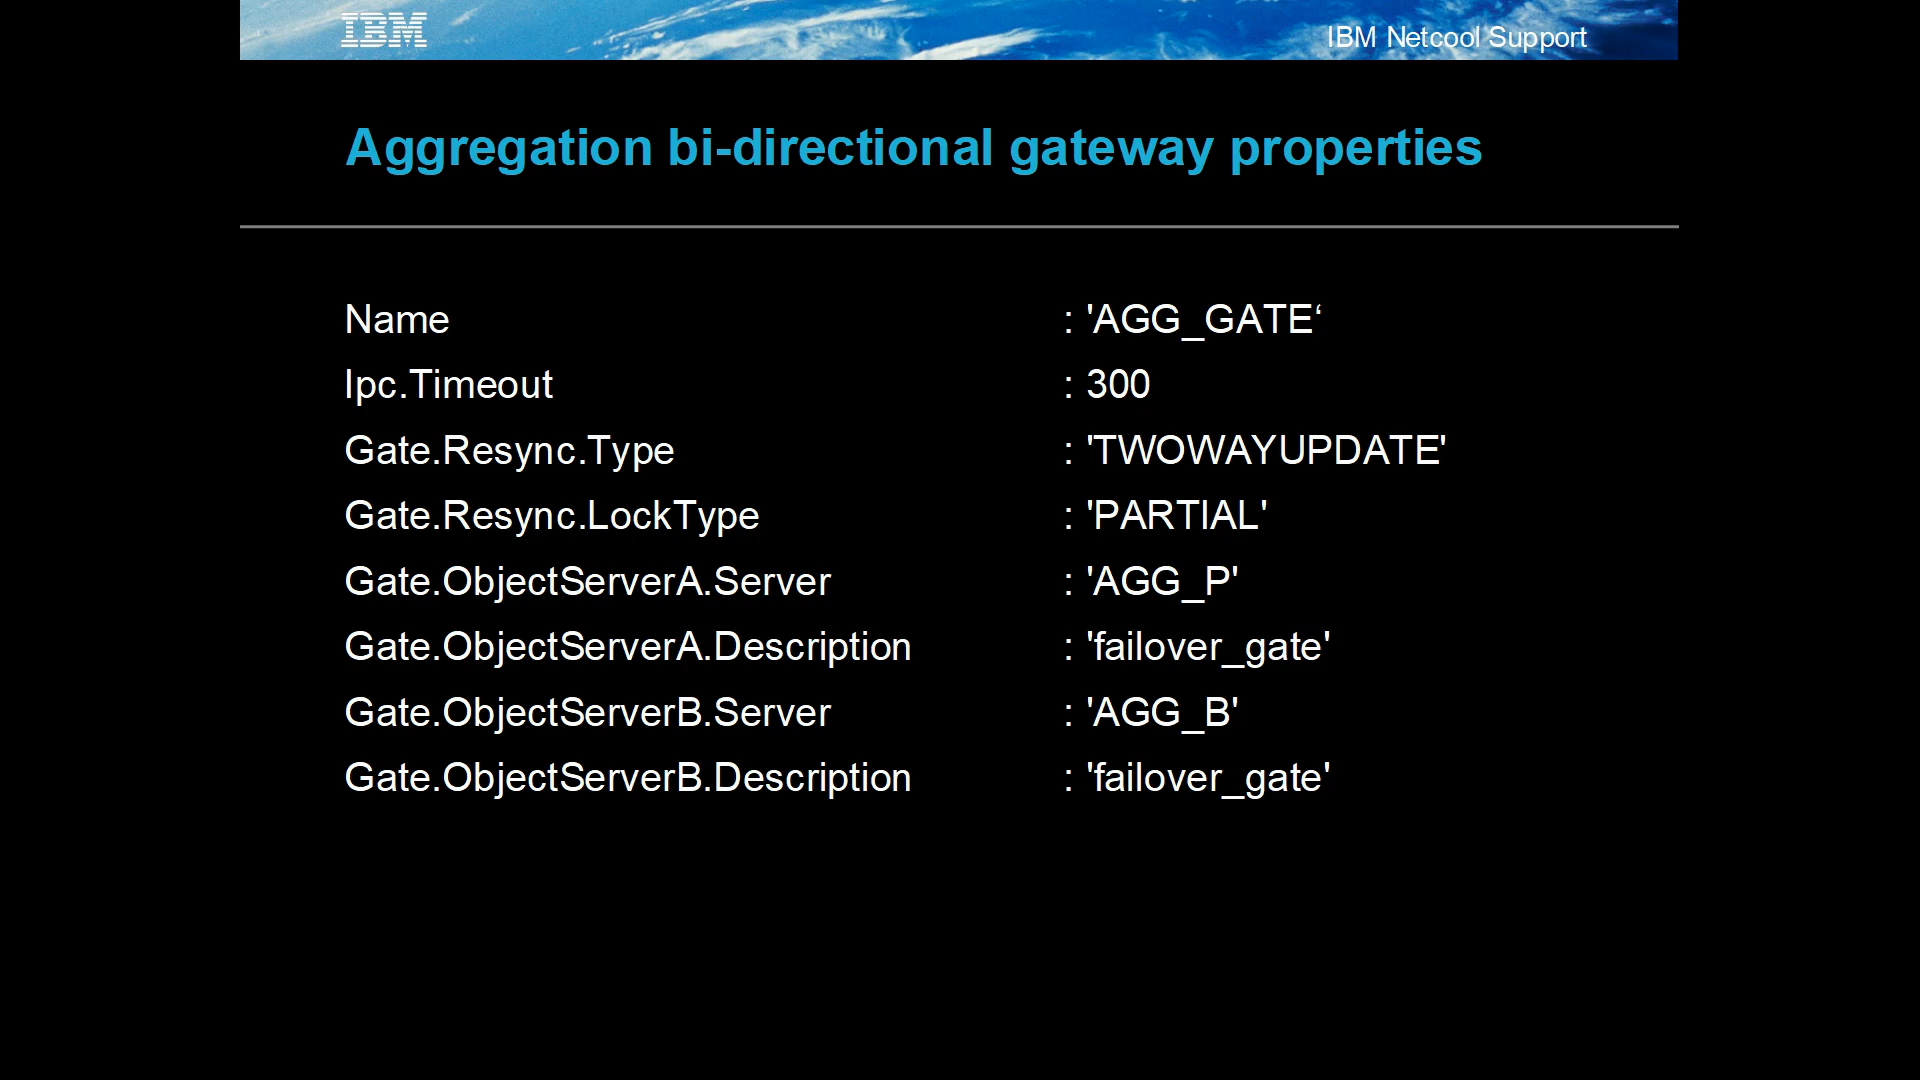 IBM
IBM Netcool Support
Aggregation bi-directional gateway properties
Name : 'AGG_GATE‘
Ipc.Timeout : 300
Gate.Resync.Type : 'TWOWAYUPDATE'
Gate.Resync.LockType : 'PARTIAL'
Gate.ObjectServerA.Server : 'AGG_P'
Gate.ObjectServerA.Description : 'failover_gate'
Gate.ObjectServerB.Server : 'AGG_B'
Gate.ObjectServerB.Description : 'failover_gate'